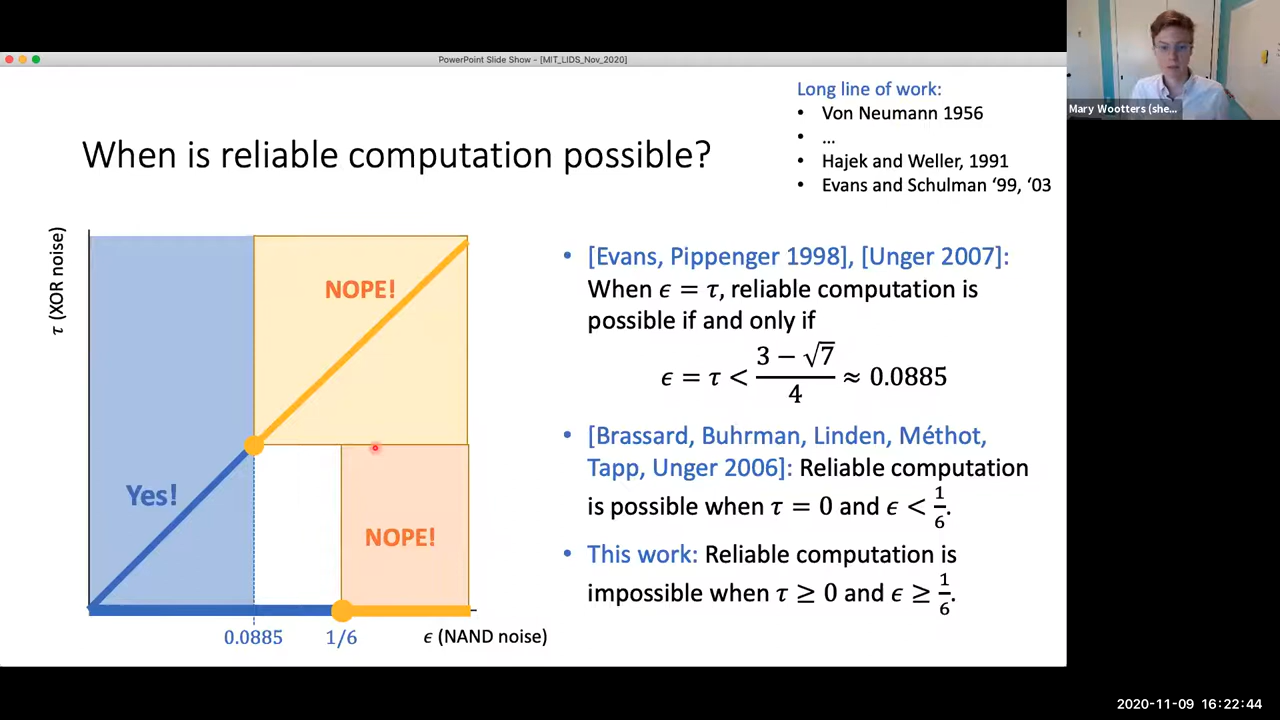 PowerPoint Slide Show - [MIT_LIDS_Nov_2020]
Mary Wootters (she...
Long line of work:
• Von Neumann 1956
• ...
• Hajek and Weller, 1991
• Evans and Schulman ‘99, ‘03
When is reliable computation possible?
τ (XOR noise)
NOPE!
Yes!
NOPE!
0.0885
1/6
ϵ (NAND noise)
• [Evans, Pippenger 1998], [Unger 2007]:
When ϵ = τ, reliable computation is
possible if and only if
ϵ = τ < (3 − √7)/4 ≈ 0.0885
• [Brassard, Buhrman, Linden, Méthot,
Tapp, Unger 2006]: Reliable computation
is possible when τ = 0 and ϵ < 1/6.
• This work: Reliable computation is
impossible when τ ≥ 0 and ϵ ≥ 1/6.
2020-11-09 16:22:44